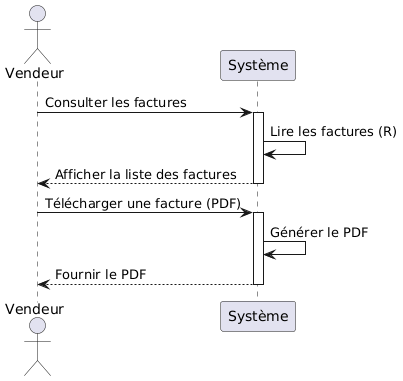 Vendeur
Système
Consulter les factures
Lire les factures (R)
Afficher la liste des factures
Télécharger une facture (PDF)
Générer le PDF
Fournir le PDF
Vendeur
Système